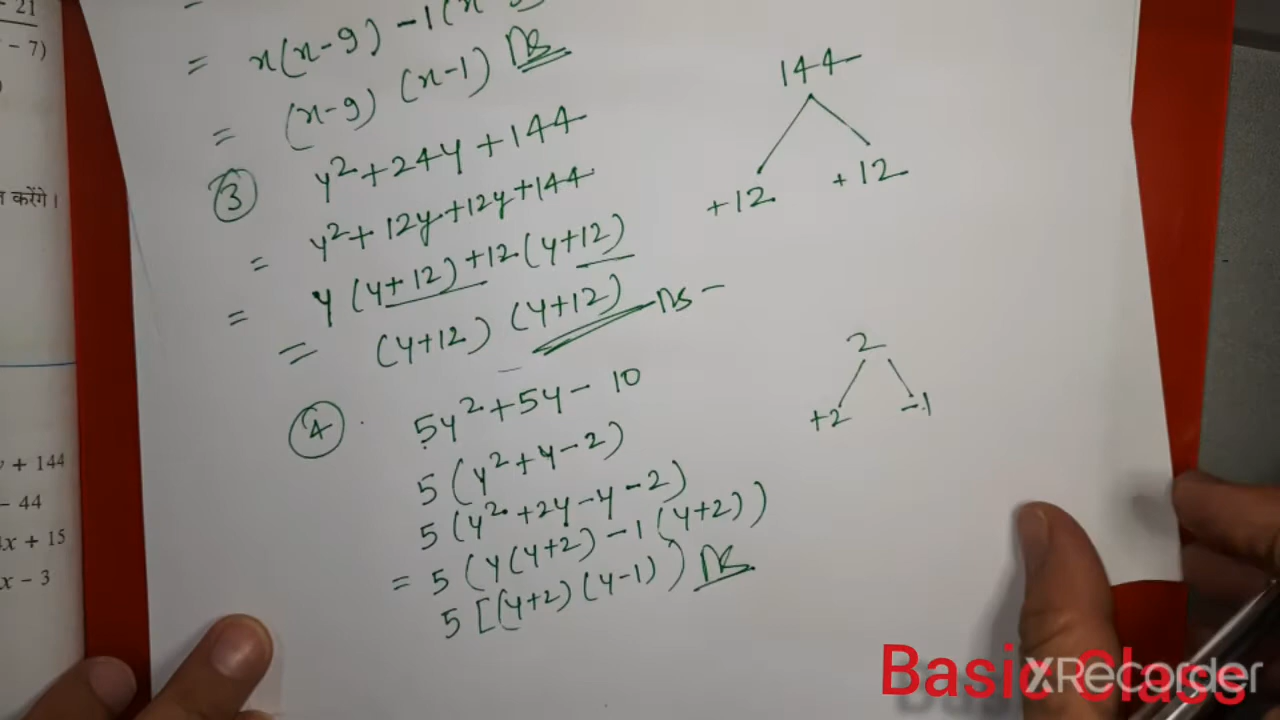 21
- 7)
करेंगे ।
+ 144
- 44
x + 15
x - 3
= x(x-9) -1(x
= (x-9) (x-1) Ans
③ y²+24y+144
= y²+12y+12y+144
= y(y+12)+12(y+12)
= (y+12) (y+12) Ans-
144
+12 +12
④ 5y²+5y-10
5(y²+y-2)
5(y²+2y-y-2)
= 5(y(y+2)-1(y+2))
5[(y+2)(y-1)) Ans
2
+2 -1
Basic Class
XRecorder